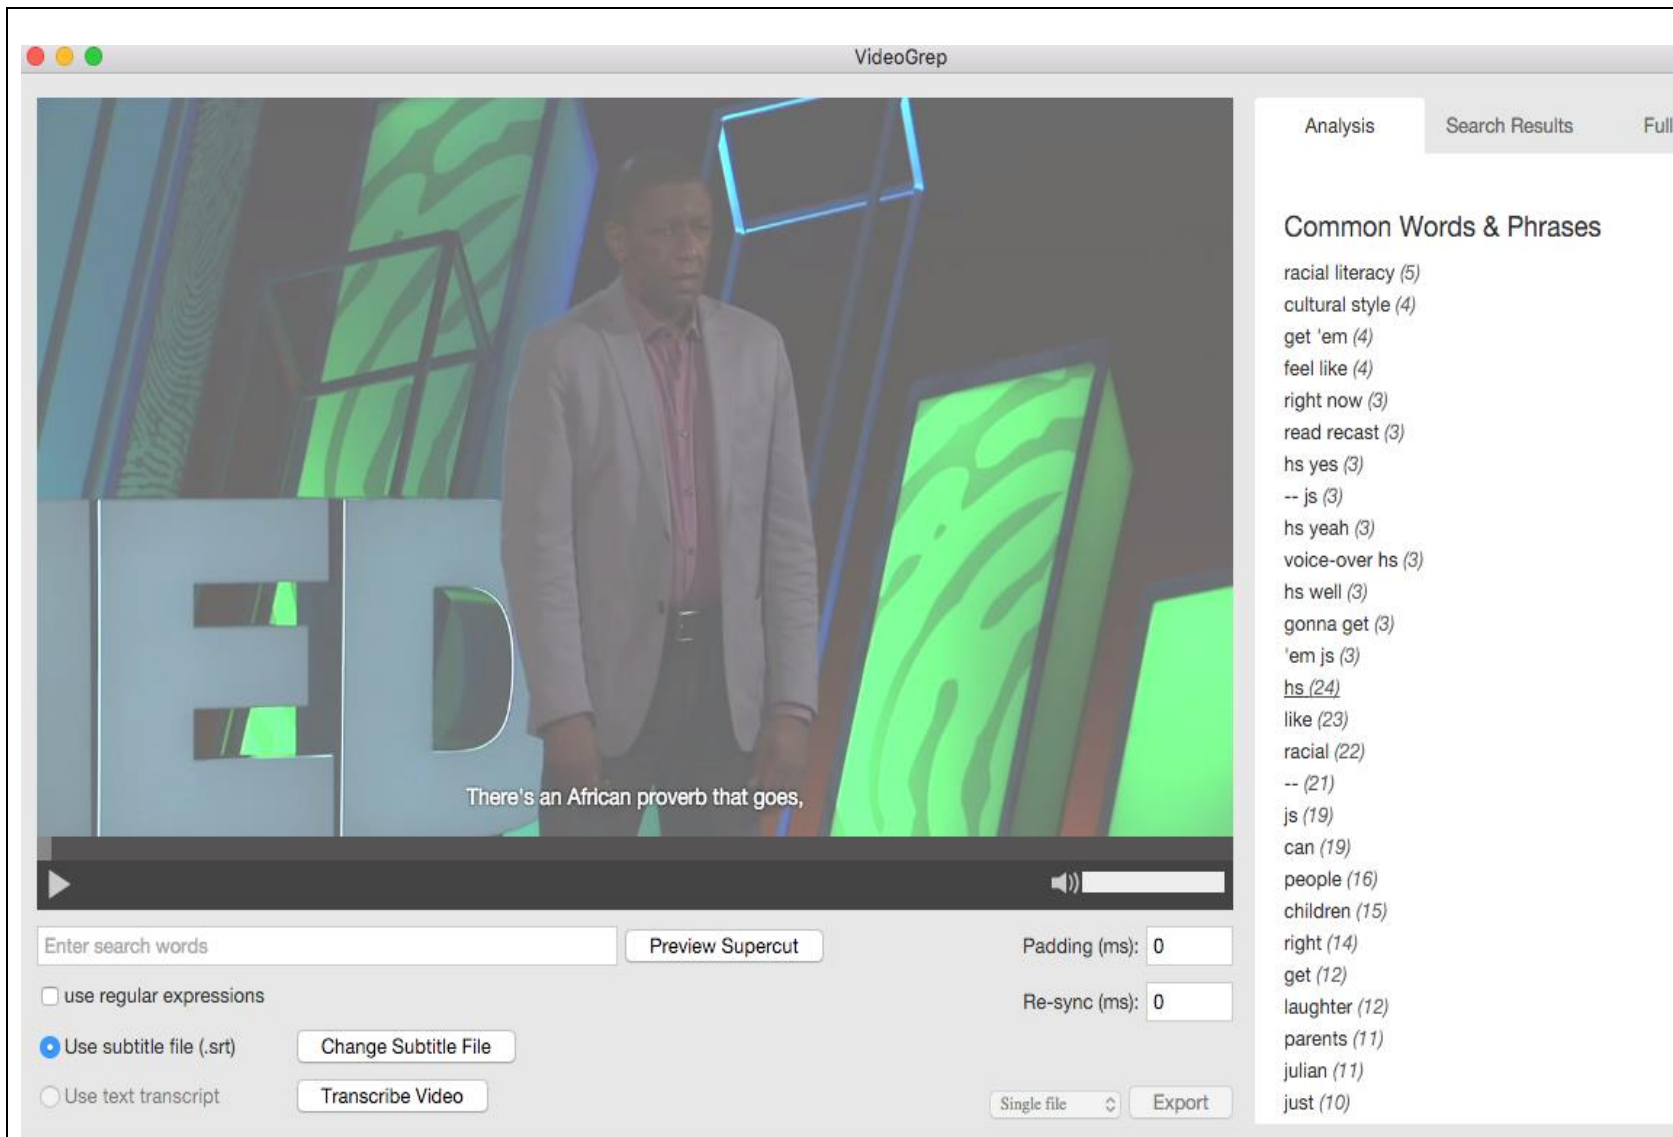 VideoGrep
ED
There's an African proverb that goes,
Enter search words
Preview Supercut
Padding (ms): 0
use regular expressions
Re-sync (ms): 0
Use subtitle file (.srt)
Change Subtitle File
Use text transcript
Transcribe Video
Single file
Export
Analysis
Search Results
Full
Common Words & Phrases
racial literacy (5)
cultural style (4)
get 'em (4)
feel like (4)
right now (3)
read recast (3)
hs yes (3)
-- js (3)
hs yeah (3)
voice-over hs (3)
hs well (3)
gonna get (3)
'em js (3)
hs (24)
like (23)
racial (22)
-- (21)
js (19)
can (19)
people (16)
children (15)
right (14)
get (12)
laughter (12)
parents (11)
julian (11)
just (10)